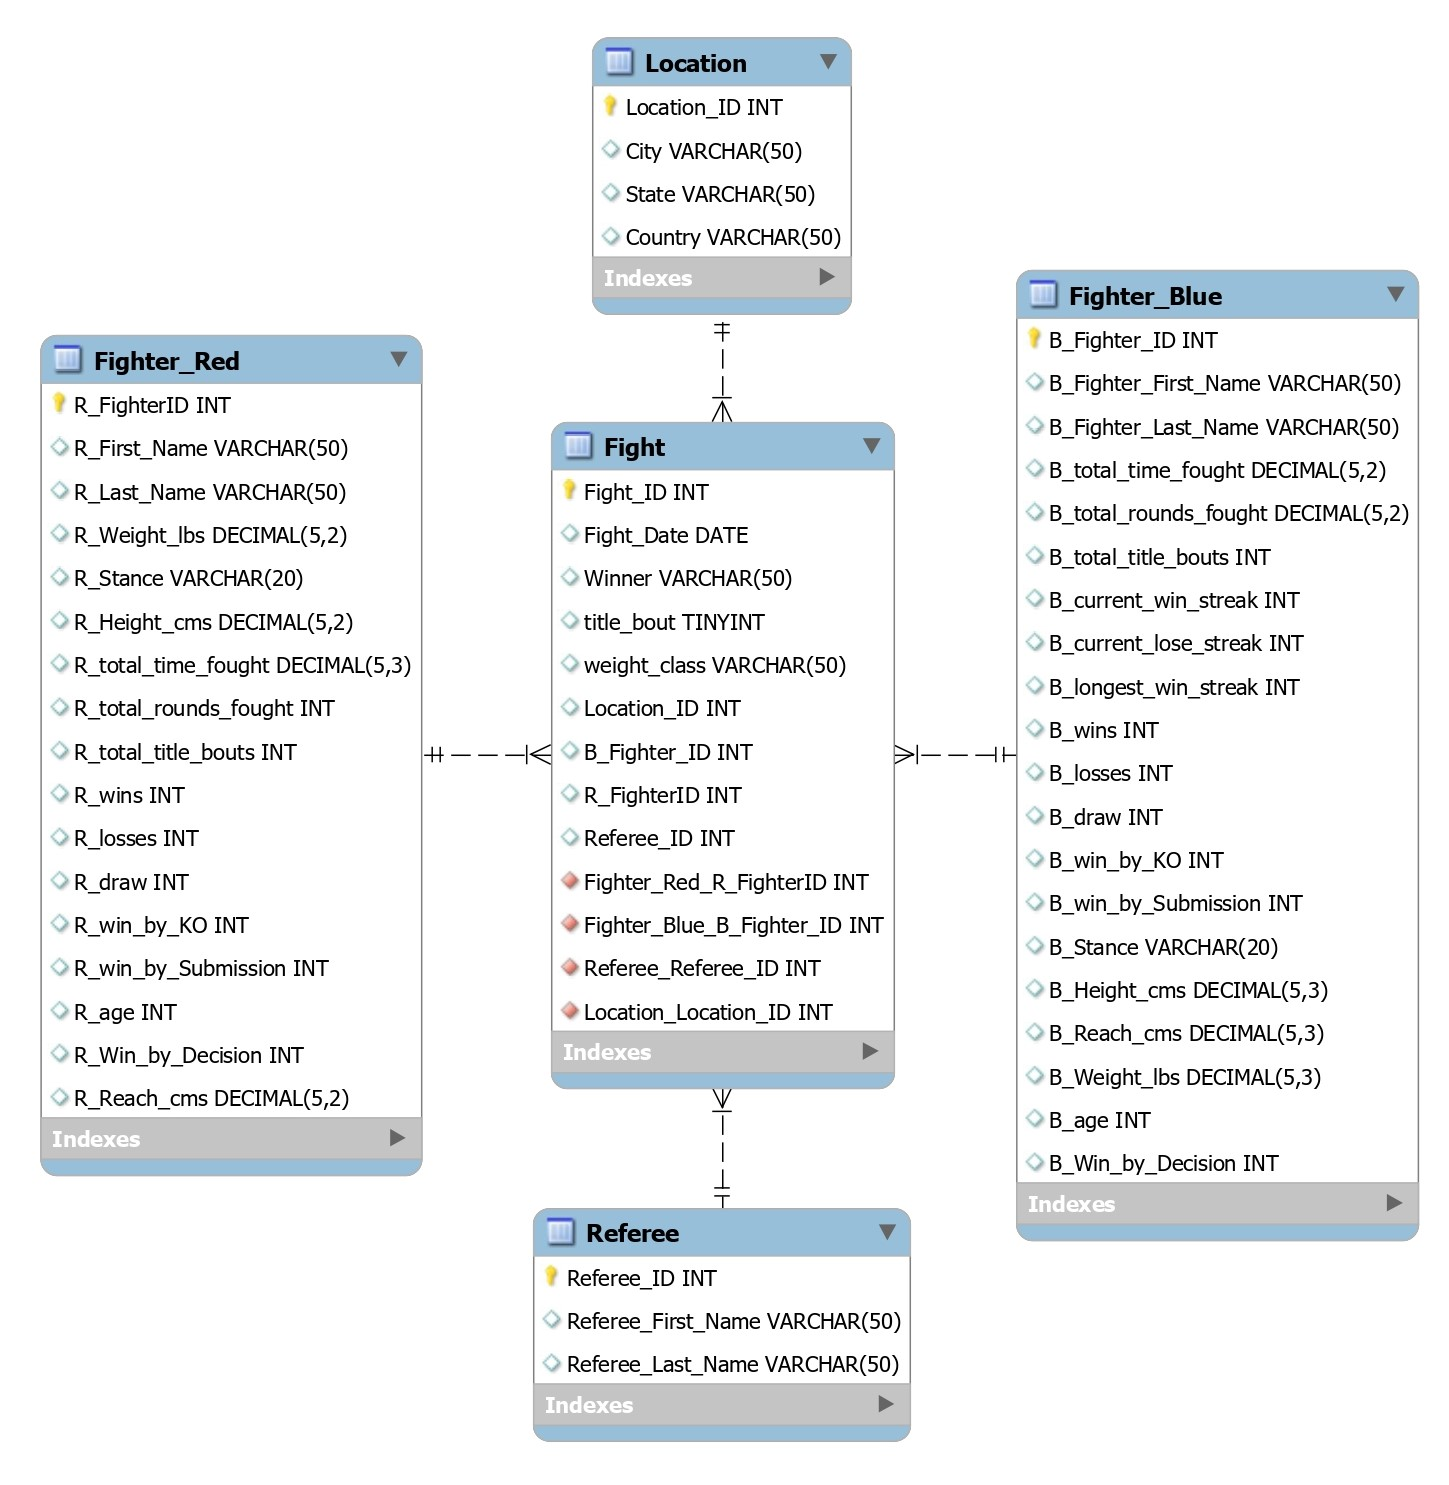 Location
Location_ID INT
City VARCHAR(50)
State VARCHAR(50)
Country VARCHAR(50)
Indexes
Fighter_Red
R_FighterID INT
R_First_Name VARCHAR(50)
R_Last_Name VARCHAR(50)
R_Weight_lbs DECIMAL(5,2)
R_Stance VARCHAR(20)
R_Height_cms DECIMAL(5,2)
R_total_time_fought DECIMAL(5,3)
R_total_rounds_fought INT
R_total_title_bouts INT
R_wins INT
R_losses INT
R_draw INT
R_win_by_KO INT
R_win_by_Submission INT
R_age INT
R_Win_by_Decision INT
R_Reach_cms DECIMAL(5,2)
Indexes
Fight
Fight_ID INT
Fight_Date DATE
Winner VARCHAR(50)
title_bout TINYINT
weight_class VARCHAR(50)
Location_ID INT
B_Fighter_ID INT
R_FighterID INT
Referee_ID INT
Fighter_Red_R_FighterID INT
Fighter_Blue_B_Fighter_ID INT
Referee_Referee_ID INT
Location_Location_ID INT
Indexes
Fighter_Blue
B_Fighter_ID INT
B_Fighter_First_Name VARCHAR(50)
B_Fighter_Last_Name VARCHAR(50)
B_total_time_fought DECIMAL(5,2)
B_total_rounds_fought DECIMAL(5,2)
B_total_title_bouts INT
B_current_win_streak INT
B_current_lose_streak INT
B_longest_win_streak INT
B_wins INT
B_losses INT
B_draw INT
B_win_by_KO INT
B_win_by_Submission INT
B_Stance VARCHAR(20)
B_Height_cms DECIMAL(5,3)
B_Reach_cms DECIMAL(5,3)
B_Weight_lbs DECIMAL(5,3)
B_age INT
B_Win_by_Decision INT
Indexes
Referee
Referee_ID INT
Referee_First_Name VARCHAR(50)
Referee_Last_Name VARCHAR(50)
Indexes